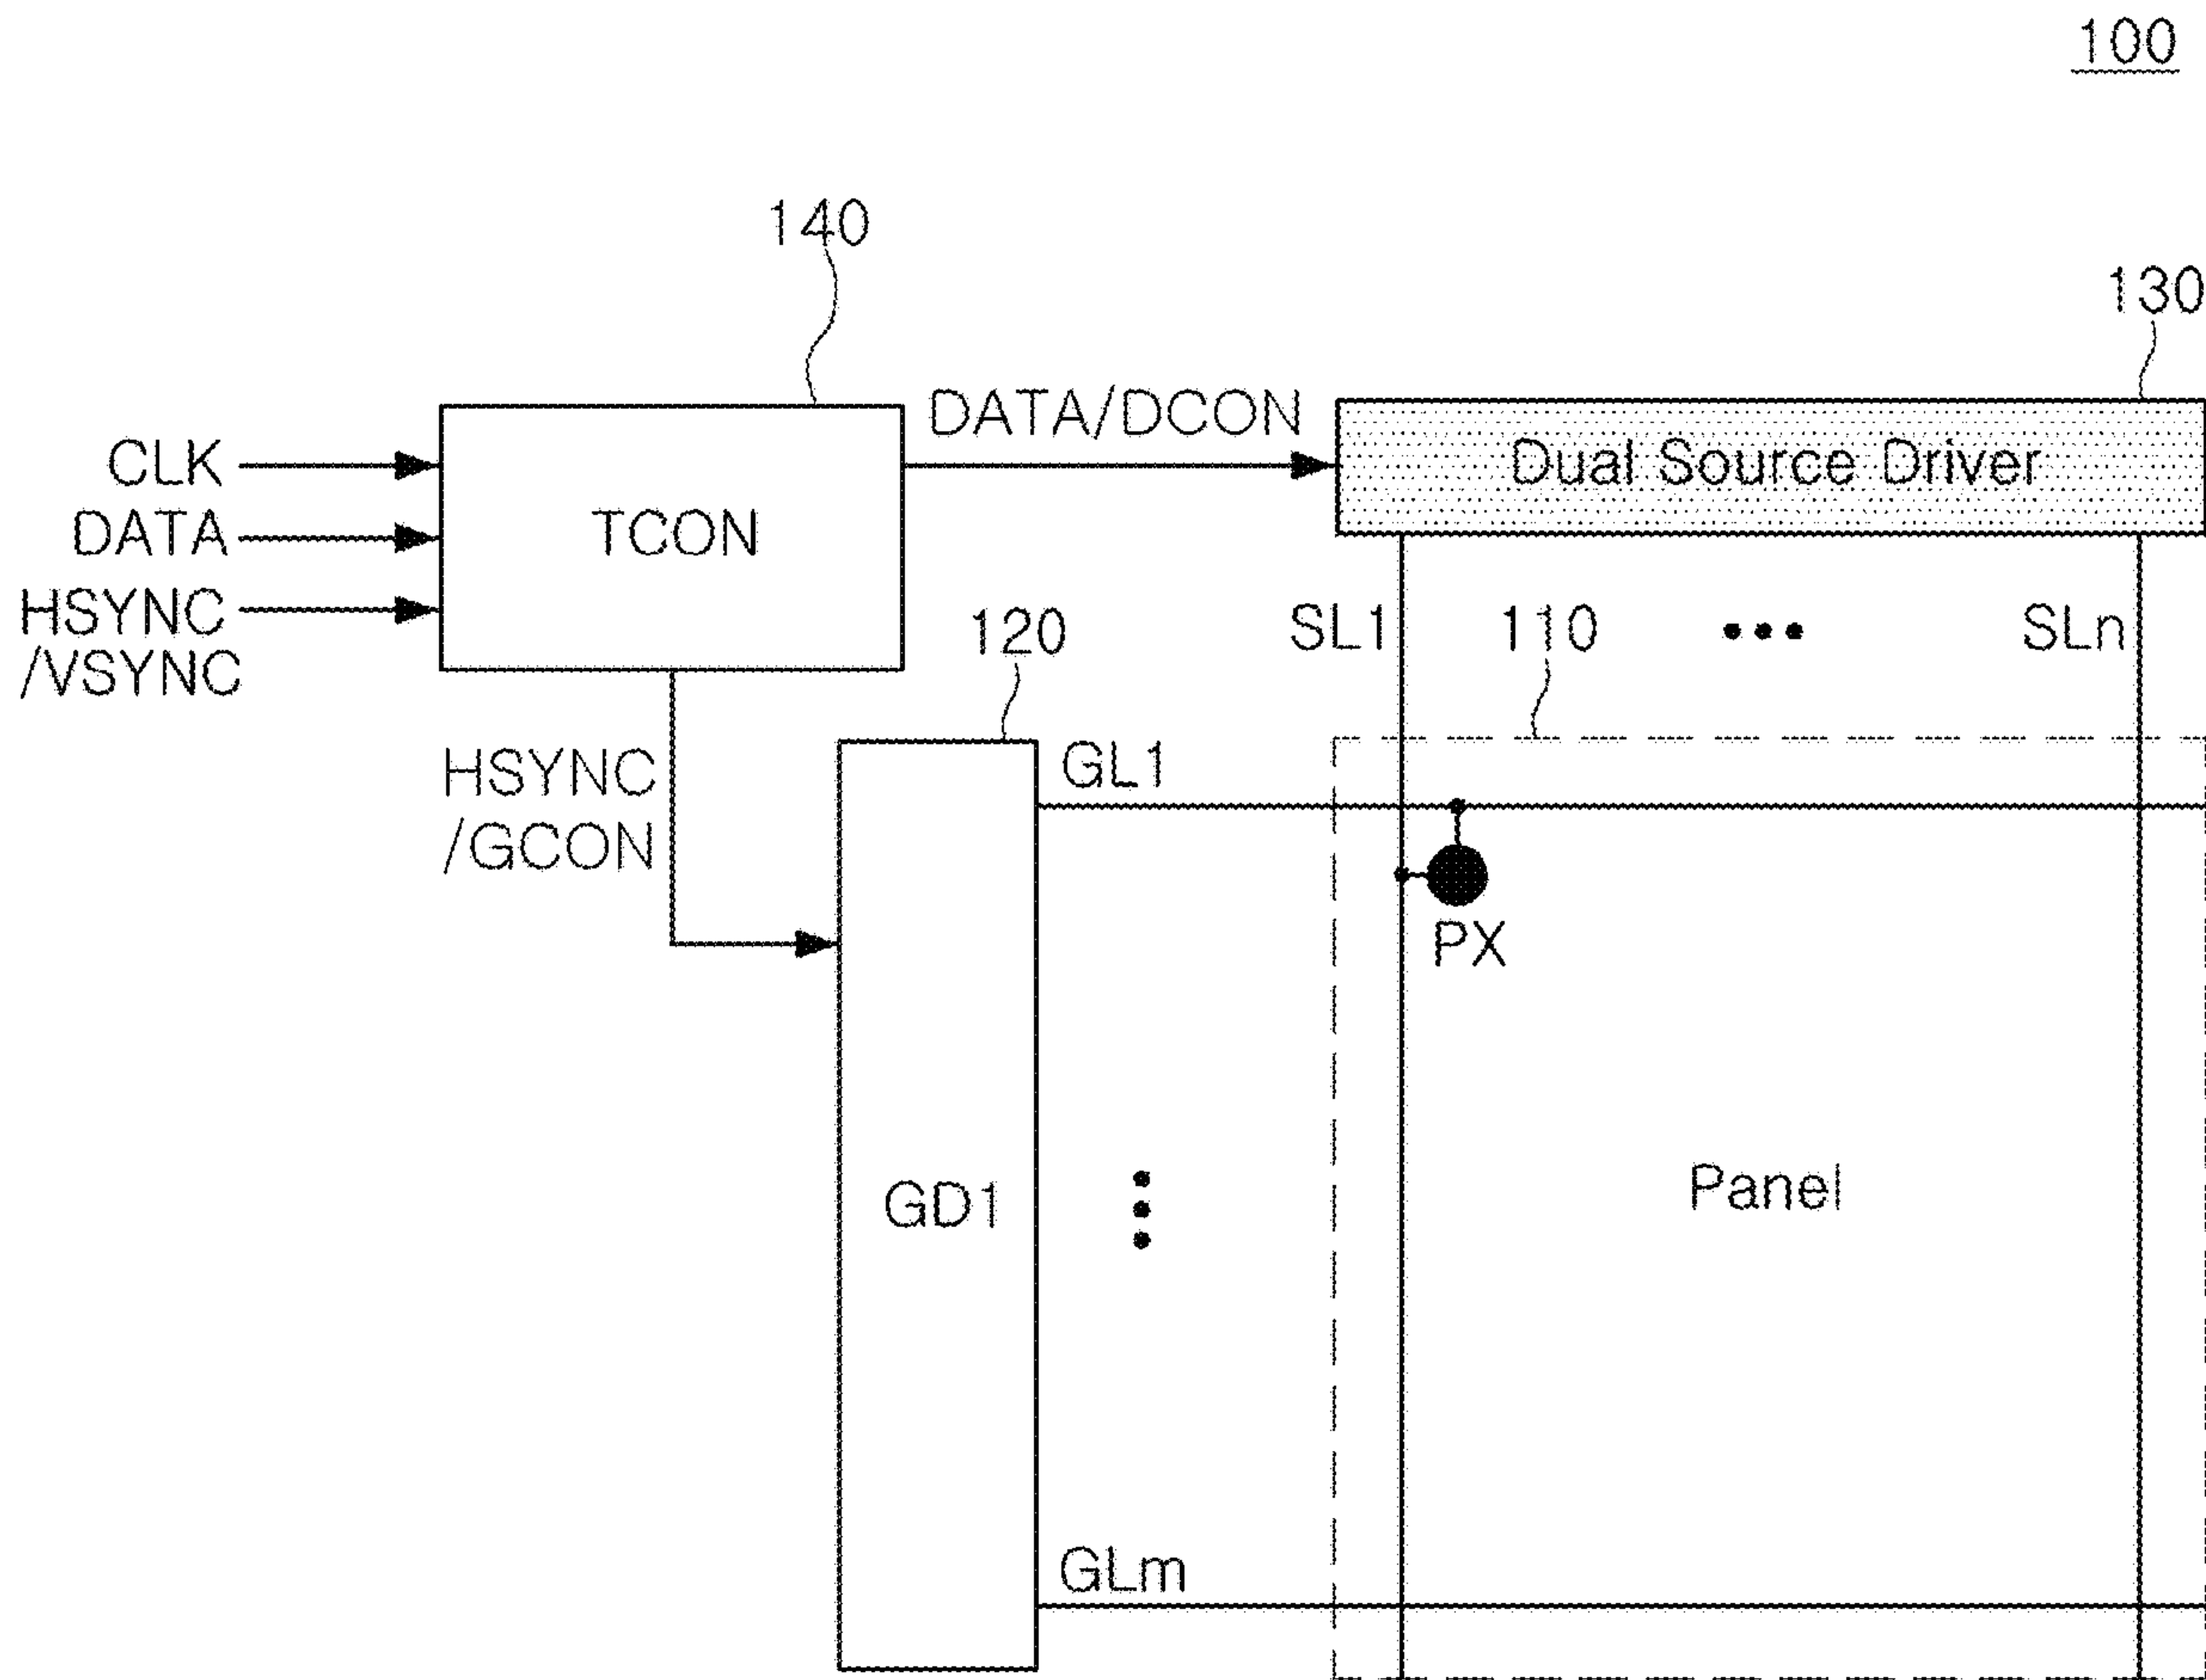 100
140
130
DATA/DCON
CLK
DATA
HSYNC
/VSYNC
TCON
Dual Source Driver
120
SL1
110
SLn
HSYNC
/GCON
GL1
PX
GD1
Panel
GLm